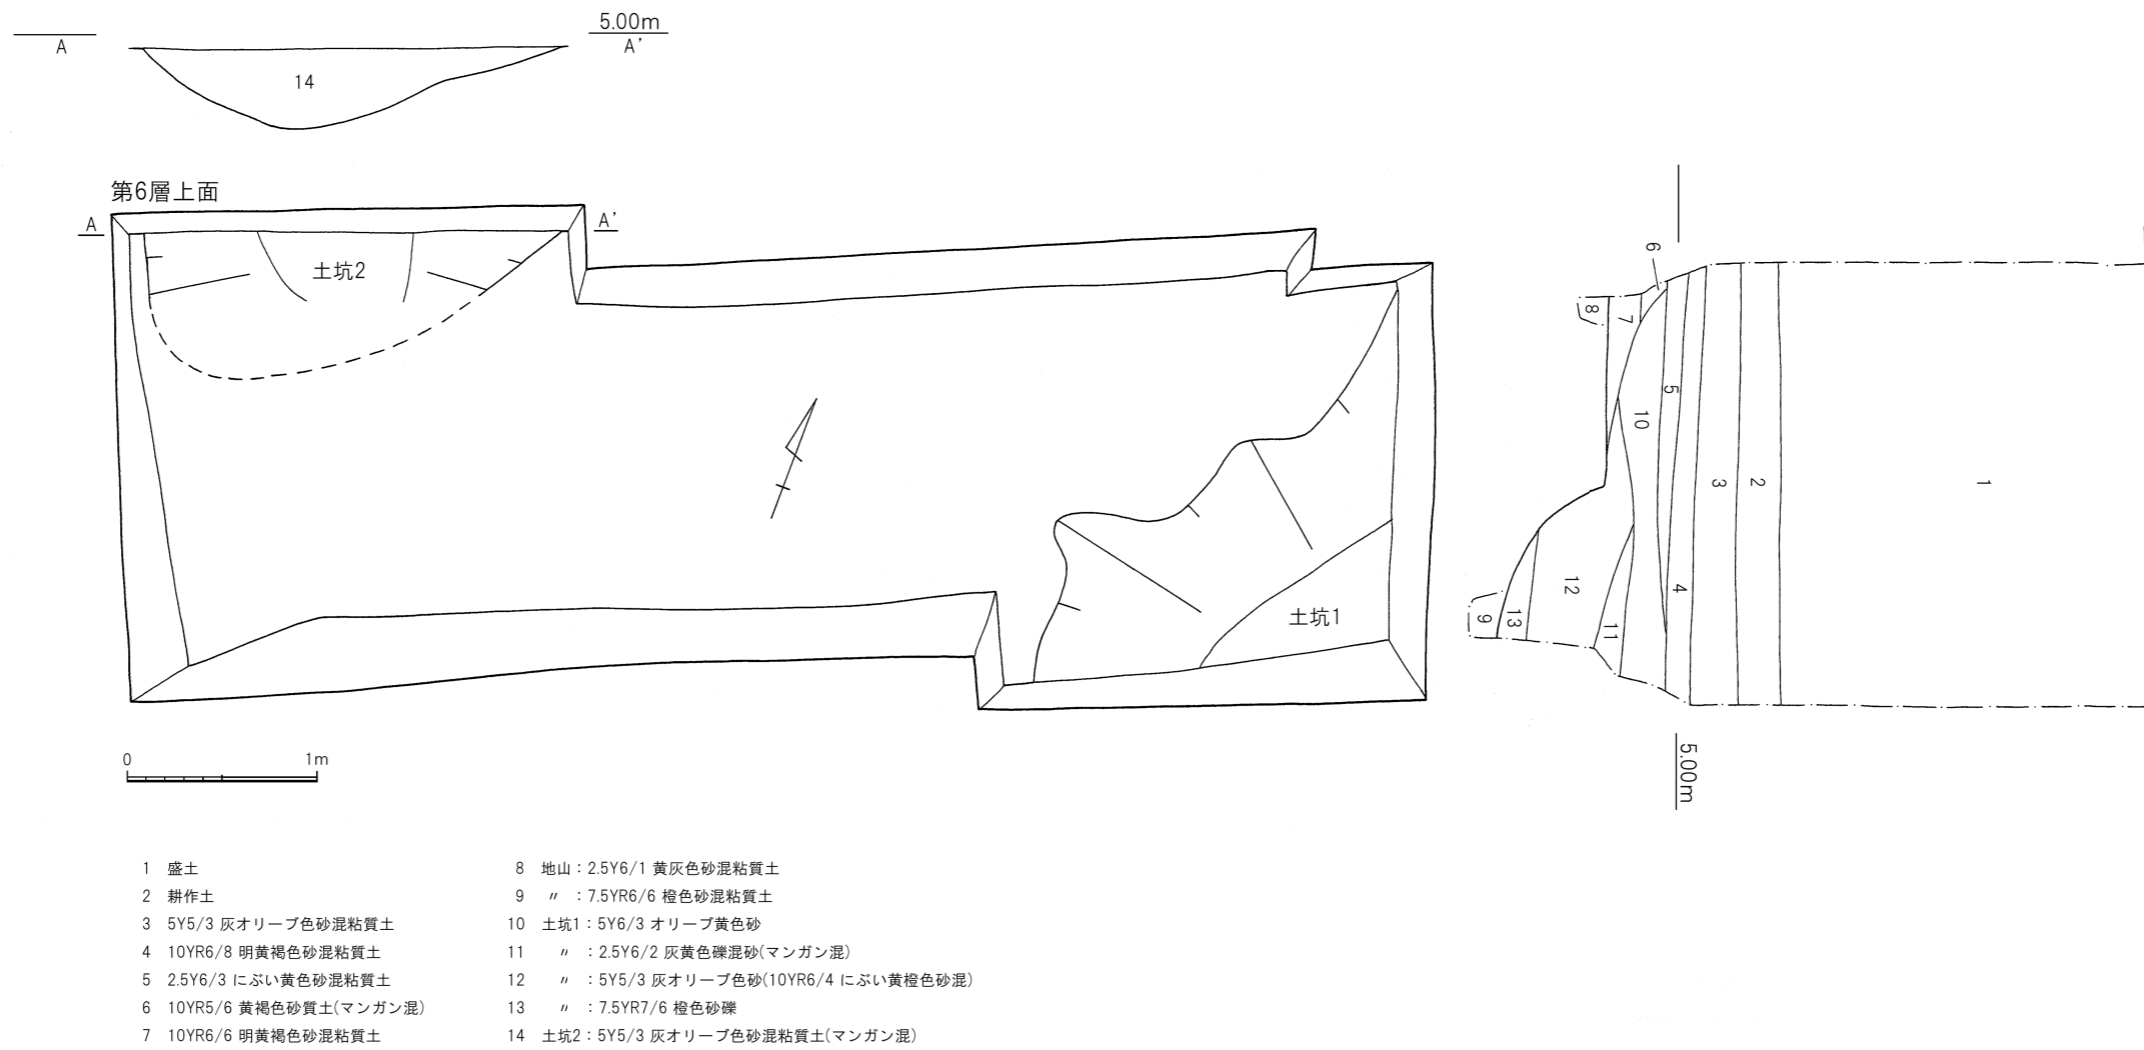 5.00m
A
A'
14
第6層上面
A
A'
土坑2
土坑1
6
8
7
5
10
3
2
1
12
4
9
13
11
5.00m
0 1m
1 盛土
2 耕作土
3 5Y5/3 灰オリーブ色砂混粘質土
4 10YR6/8 明黄褐色砂混粘質土
5 2.5Y6/3 にぶい黄色砂混粘質土
6 10YR5/6 黄褐色砂質土(マンガン混)
7 10YR6/6 明黄褐色砂混粘質土
8 地山：2.5Y6/1 黄灰色砂混粘質土
9 〃 ：7.5YR6/6 橙色砂混粘質土
10 土坑1：5Y6/3 オリーブ黄色砂
11 〃 ：2.5Y6/2 灰黄色礫混砂(マンガン混)
12 〃 ：5Y5/3 灰オリーブ色砂(10YR6/4 にぶい黄橙色砂混)
13 〃 ：7.5YR7/6 橙色砂礫
14 土坑2：5Y5/3 灰オリーブ色砂混粘質土(マンガン混)